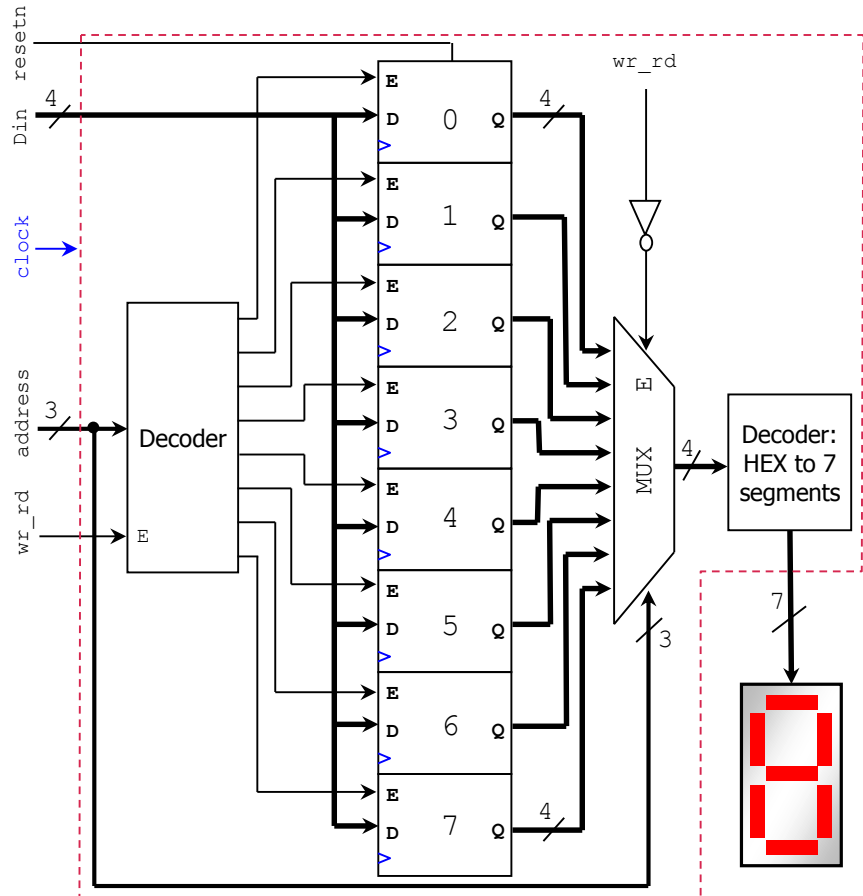 resetn
Din
4
clock
address
3
wr_rd
Decoder
E
E
D
0
Q
4
E
D
1
Q
E
D
2
Q
E
D
3
Q
E
D
4
Q
E
D
5
Q
E
D
6
Q
E
D
7
Q
4
wr_rd
E
MUX
3
4
Decoder:
HEX to 7
segments
7